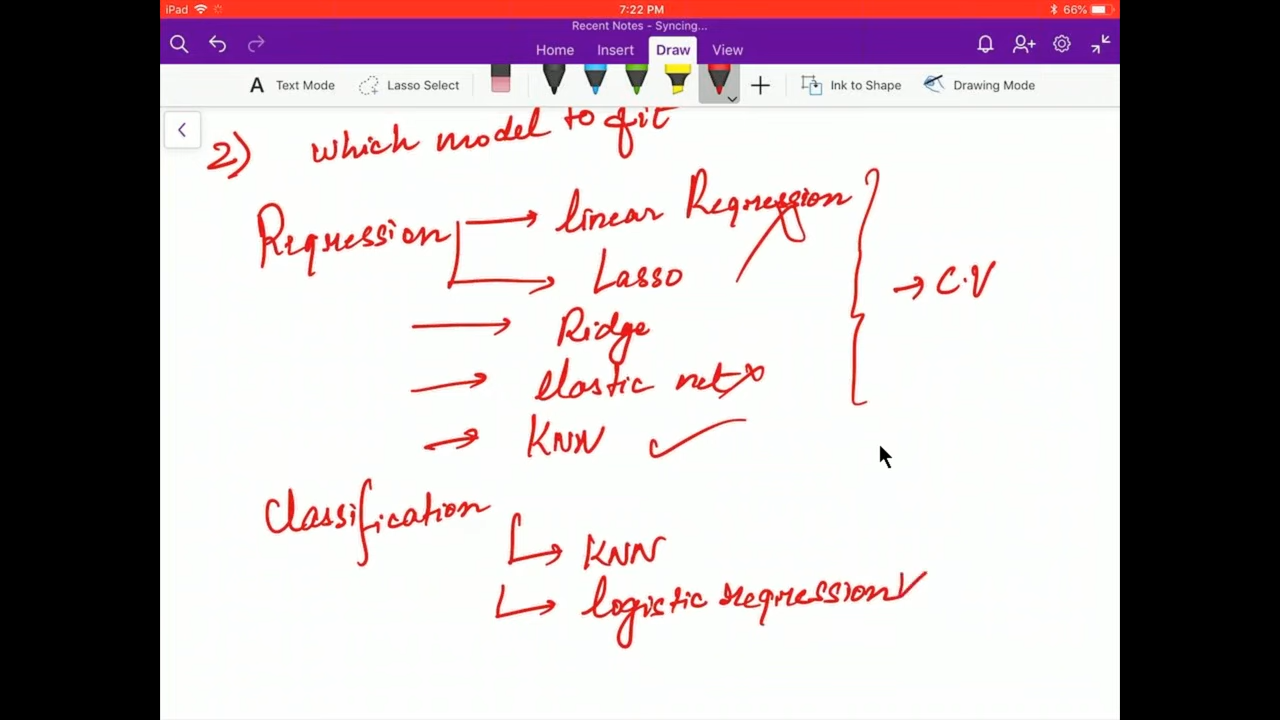 iPad 7:22 PM 66%
Recent Notes - Syncing...
Home Insert Draw View
A Text Mode Lasso Select Ink to Shape Drawing Mode
2) which model to fit
Regression → linear Regression
→ Lasso
→ C.V
→ Ridge
→ elastic net
→ KNN ✓
Classification
→ KNN
→ logistic regression ✓